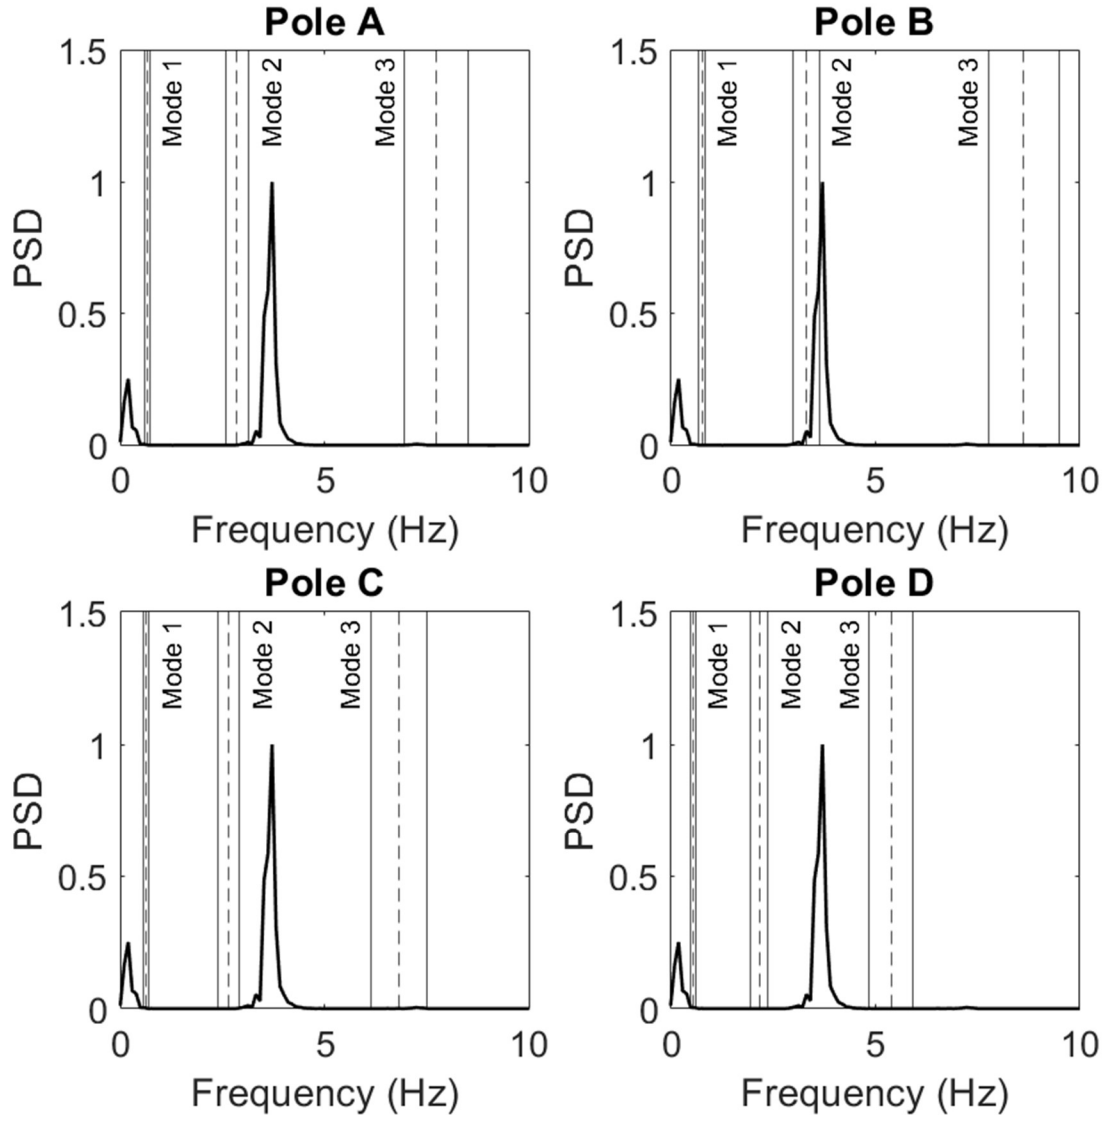 Pole A
1.5
1
0.5
0
PSD
Mode 1
Mode 2
Mode 3
0 5 10
Frequency (Hz)
Pole B
1.5
1
0.5
0
PSD
Mode 1
Mode 2
Mode 3
0 5 10
Frequency (Hz)
Pole C
1.5
1
0.5
0
PSD
Mode 1
Mode 2
Mode 3
0 5 10
Frequency (Hz)
Pole D
1.5
1
0.5
0
PSD
Mode 1
Mode 2
Mode 3
0 5 10
Frequency (Hz)